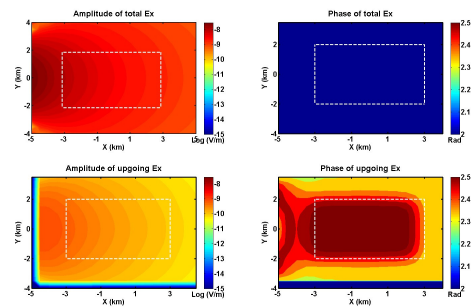 Amplitude of total Ex
Y (km)
4
2
0
-2
-4
-5 -3 -1 1 3 5
X (km)
-8
-9
-10
-11
-12
-13
-14
-15
Log (V/m)
Phase of total Ex
Y (km)
4
2
0
-2
-4
-5 -3 -1 1 3
X (km)
2.5
2.4
2.3
2.2
2.1
2
Rad
Amplitude of upgoing Ex
Y (km)
4
2
0
-2
-4
-5 -3 -1 1 3 5
X (km)
-8
-9
-10
-11
-12
-13
-14
-15
Log (V/m)
Phase of upgoing Ex
Y (km)
4
2
0
-2
-4
-5 -3 -1 1 3
X (km)
2.5
2.4
2.3
2.2
2.1
2
Rad